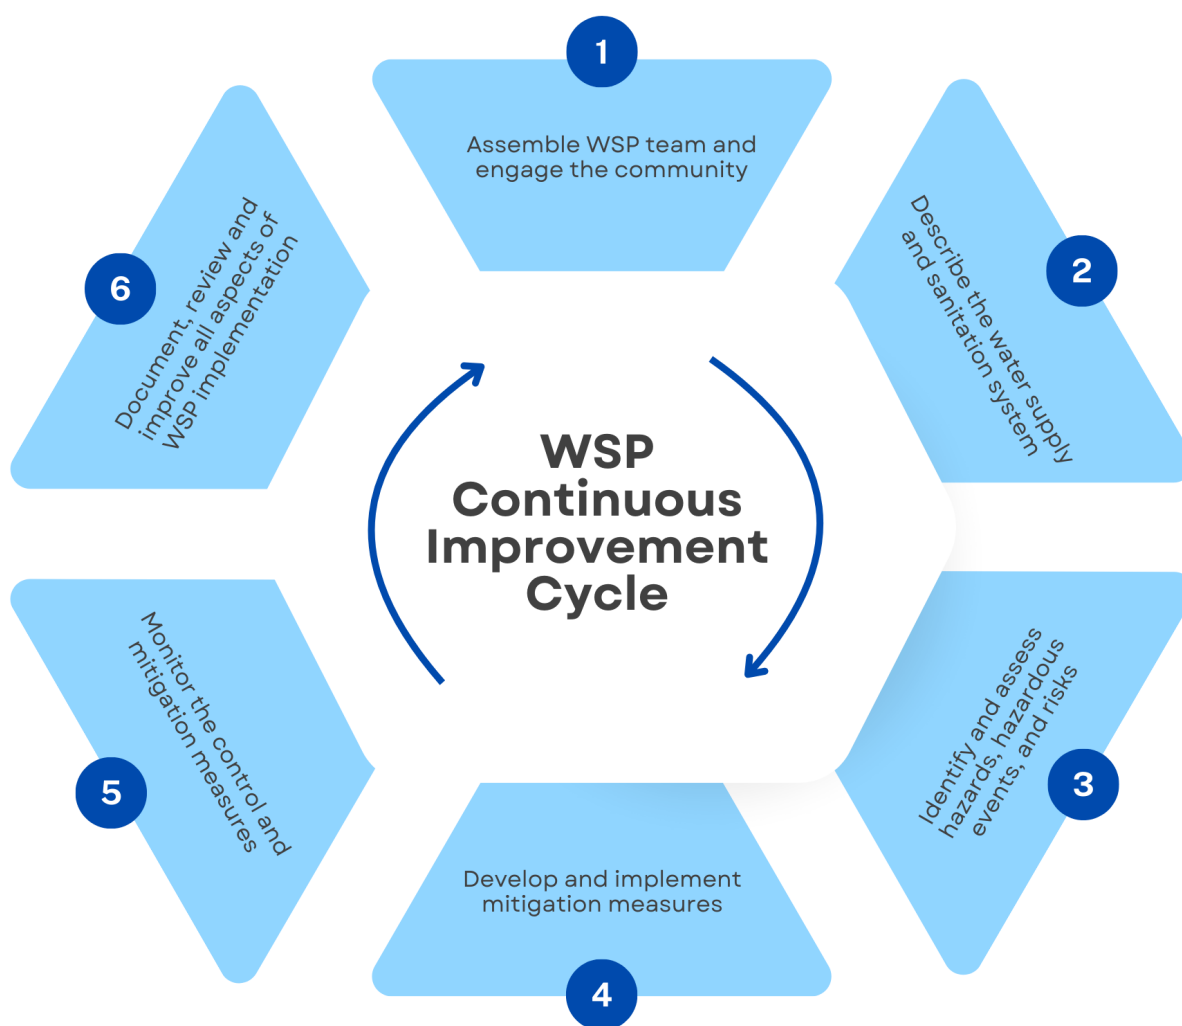 1
Assemble WSP team and
engage the community
2
Describe the water supply
and sanitation system
3
Identify and assess
hazards, hazardous
events, and risks
4
Develop and implement
mitigation measures
5
Monitor the control and
mitigation measures
6
Document, review and
improve all aspects of
WSP implementation
WSP
Continuous
Improvement
Cycle